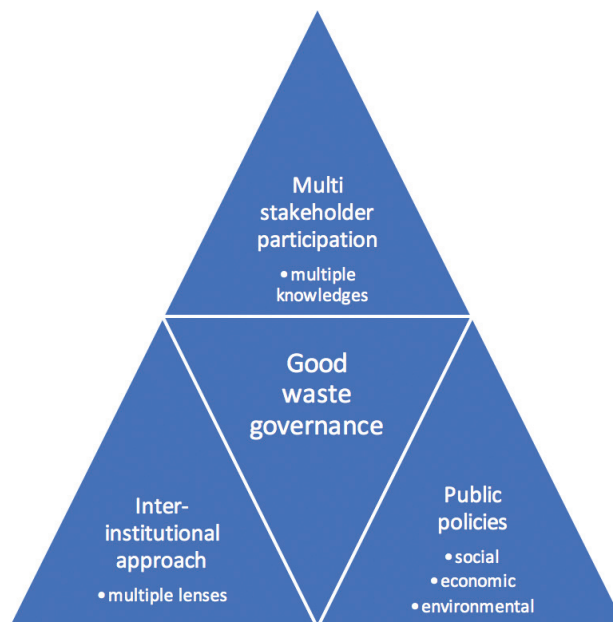 Multi
stakeholder
participation
• multiple
knowledges
Good
waste
governance
Inter-
institutional
approach
• multiple lenses
Public
policies
• social
• economic
• environmental